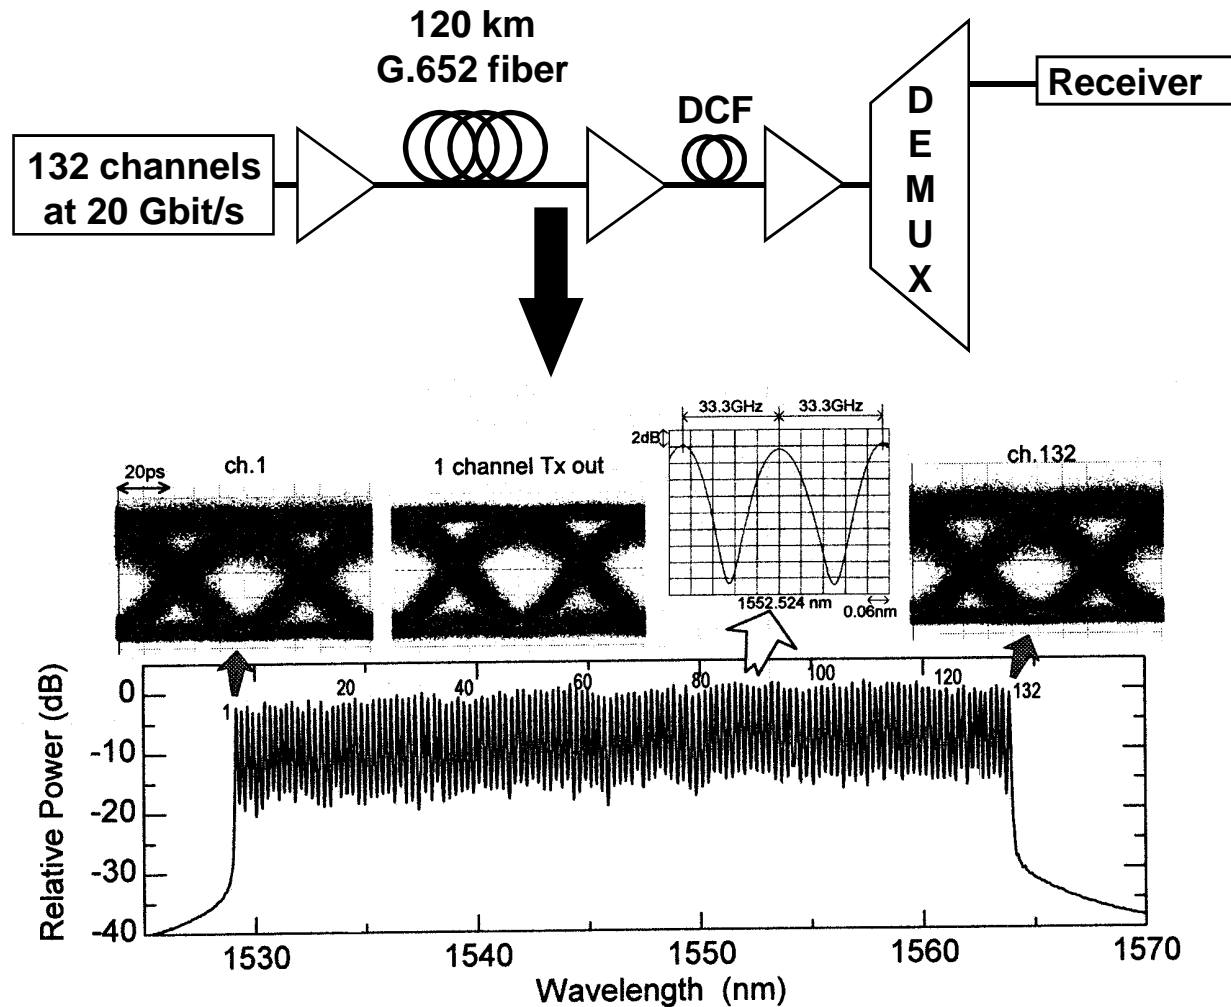 120 km
G.652 fiber
DCF
Receiver
132 channels
at 20 Gbit/s
D
E
M
U
X
33.3GHz
33.3GHz
2dB
20ps
ch.1
1 channel Tx out
ch.132
1552.524 nm
0.06nm
1
20
40
60
80
100
120
132
Relative Power (dB)
0
-10
-20
-30
-40
1530
1540
1550
1560
1570
Wavelength (nm)